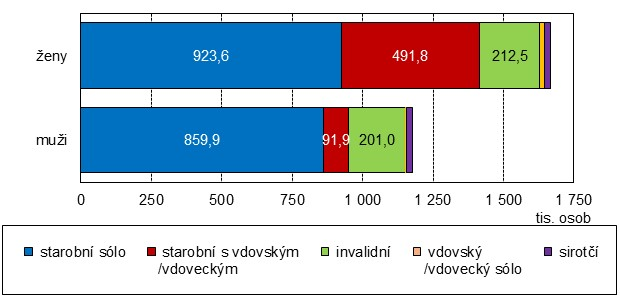 ženy
923,6
491,8
212,5
muži
859,9
91,9
201,0
0 250 500 750 1 000 1 250 1 500 1 750
tis. osob
starobní sólo starobní s vdovským invalidní vdovský sirotčí
/vdoveckým /vdovecký sólo